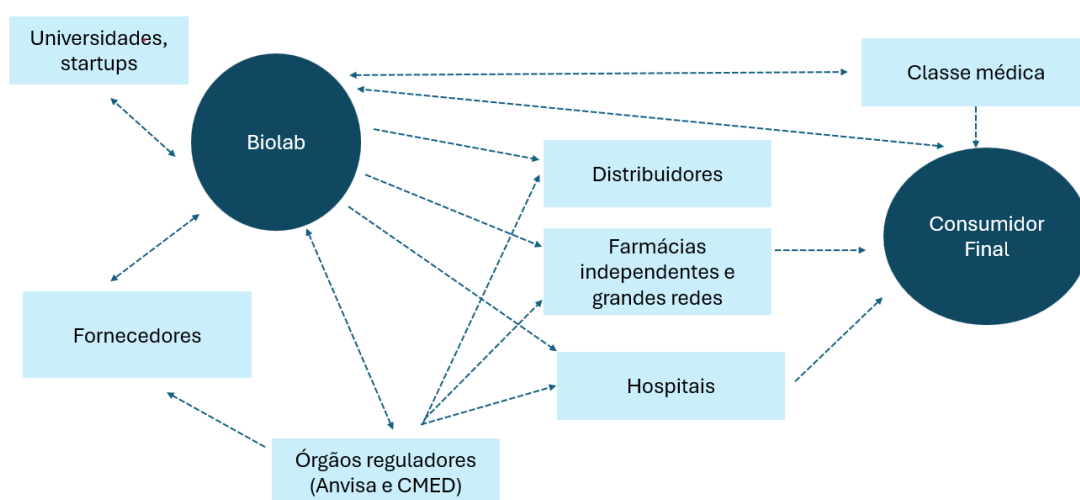 Universidades,
startups
Biolab
Classe médica
Distribuidores
Farmácias
independentes e
grandes redes
Consumidor
Final
Fornecedores
Hospitais
Órgãos reguladores
(Anvisa e CMED)